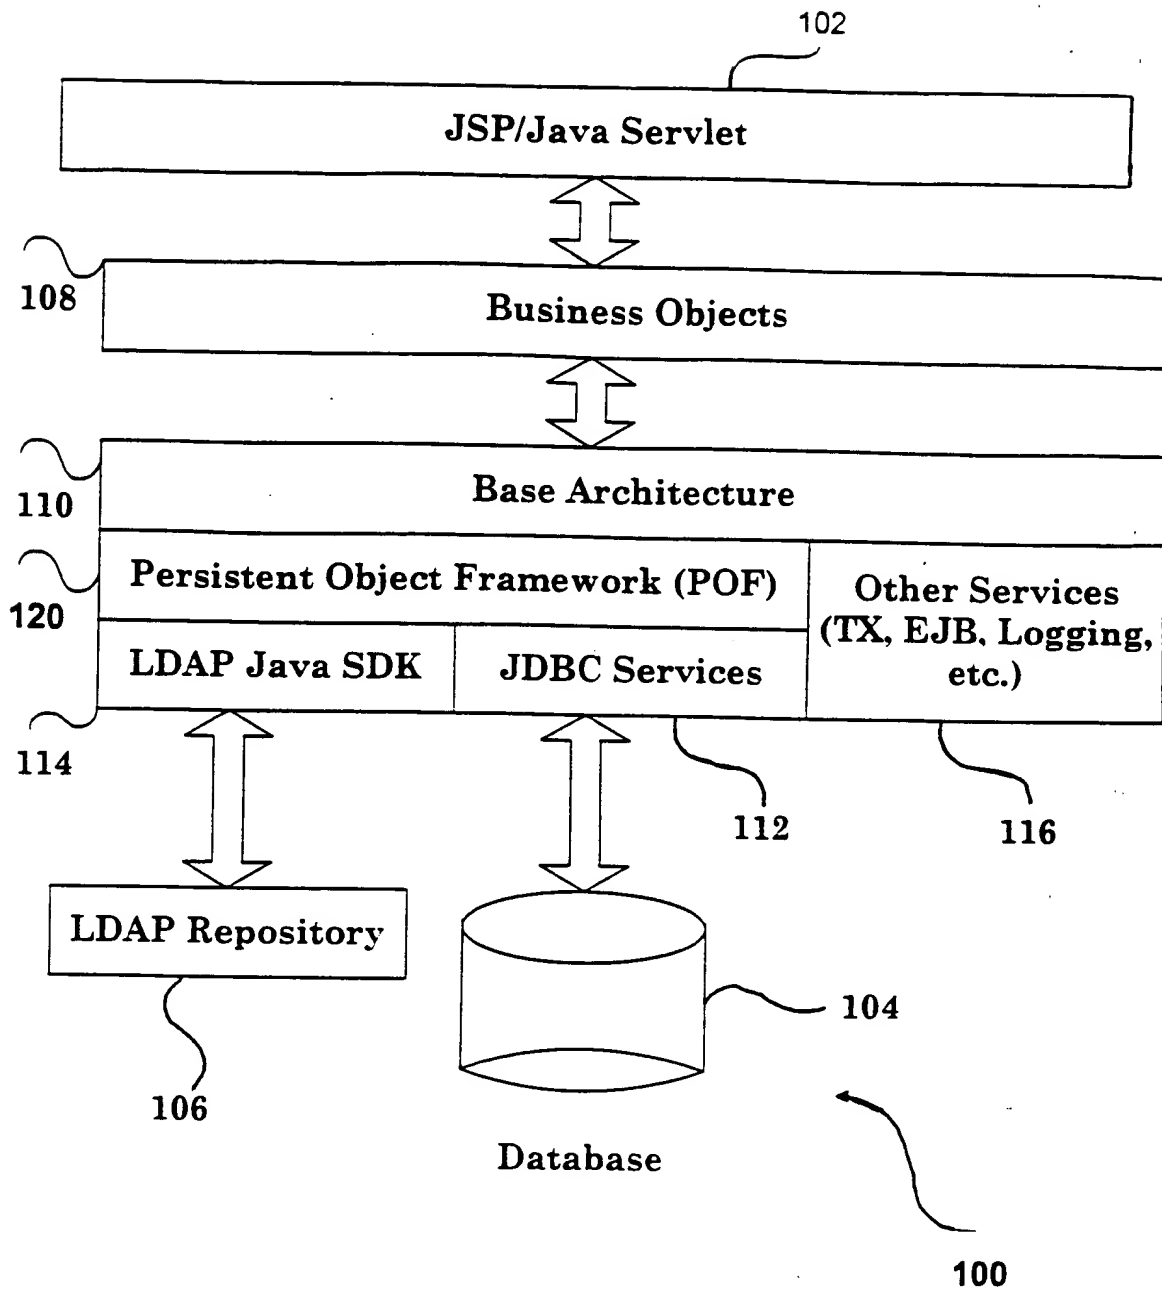 102
JSP/Java Servlet
108
Business Objects
110
Base Architecture
120
Persistent Object Framework (POF)
Other Services
(TX, EJB, Logging,
etc.)
LDAP Java SDK
JDBC Services
114
112
116
LDAP Repository
104
106
Database
100